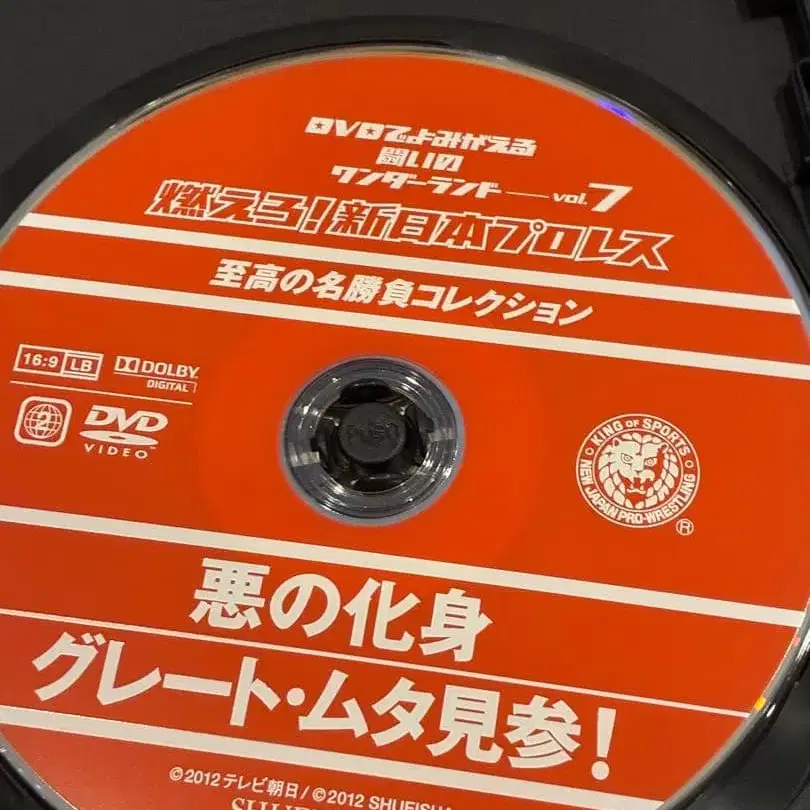 DVDでよみがえる
闘いの
ワンダーランド——vol.7
燃えろ!新日本プロレス
至高の名勝負コレクション
16:9 LB
DOLBY
DIGITAL
2
DVD
VIDEO
PUSH
KING OF SPORTS
NEW JAPAN PRO-WRESTLING
®
悪の化身
グレート・ムタ見参!
©2012 テレビ朝日/©2012 SHUEISHA